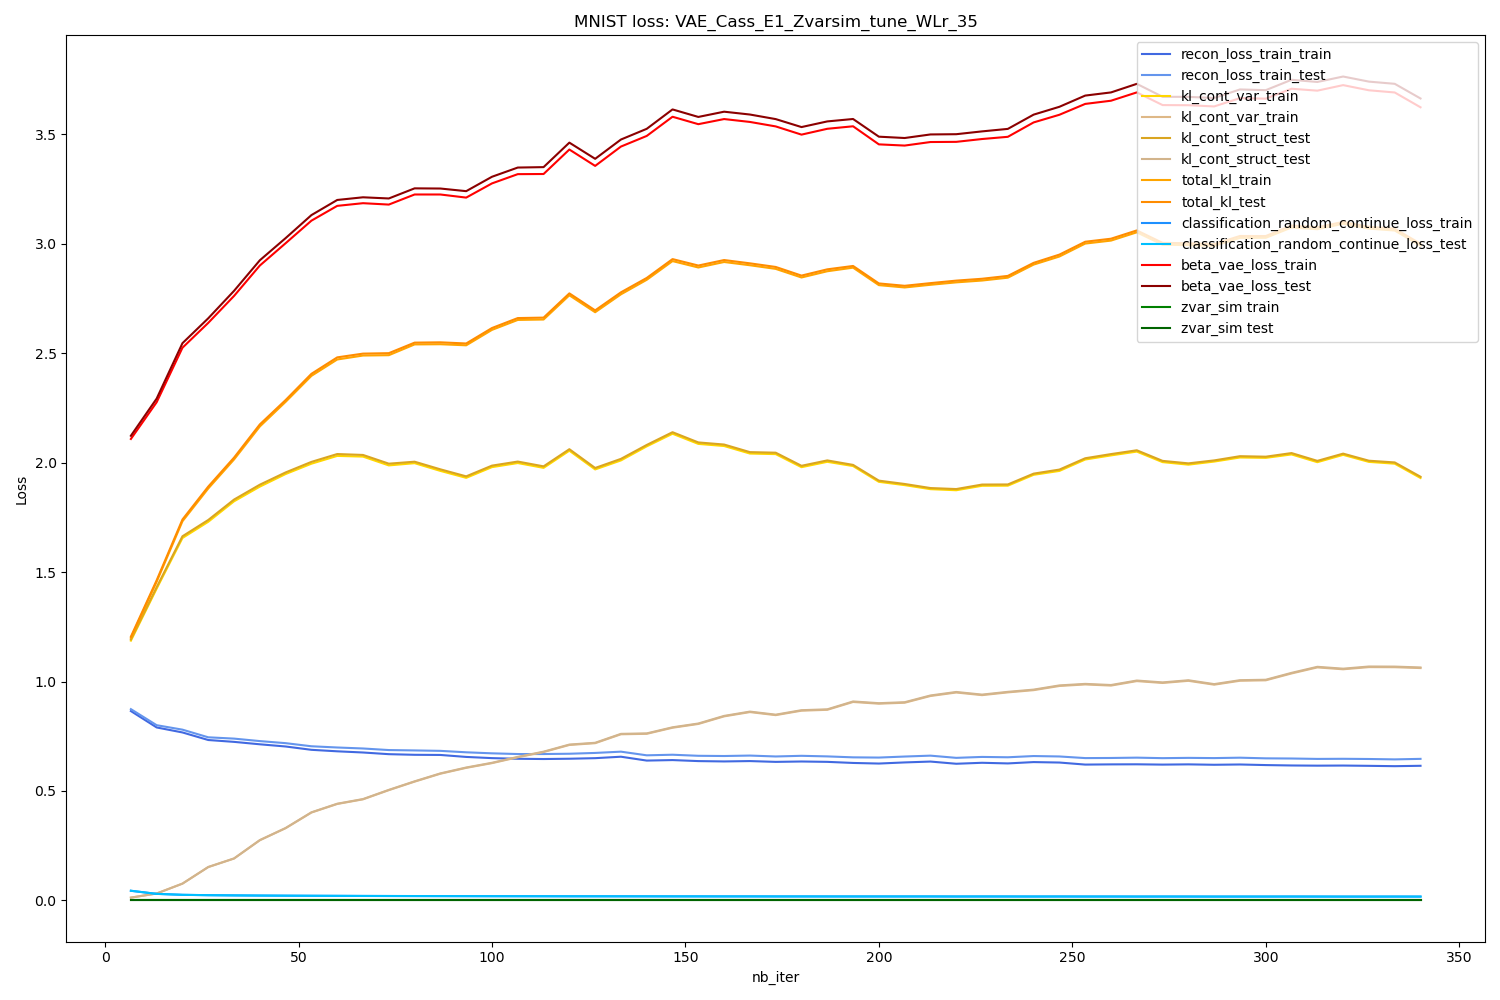 MNIST loss: VAE_Cass_E1_Zvarsim_tune_WLr_35
recon_loss_train_train
recon_loss_train_test
kl_cont_var_train
kl_cont_var_train
kl_cont_struct_test
kl_cont_struct_test
total_kl_train
total_kl_test
classification_random_continue_loss_train
classification_random_continue_loss_test
beta_vae_loss_train
beta_vae_loss_test
zvar_sim train
zvar_sim test
Loss
3.5
3.0
2.5
2.0
1.5
1.0
0.5
0.0
0 50 100 150 200 250 300 350
nb_iter